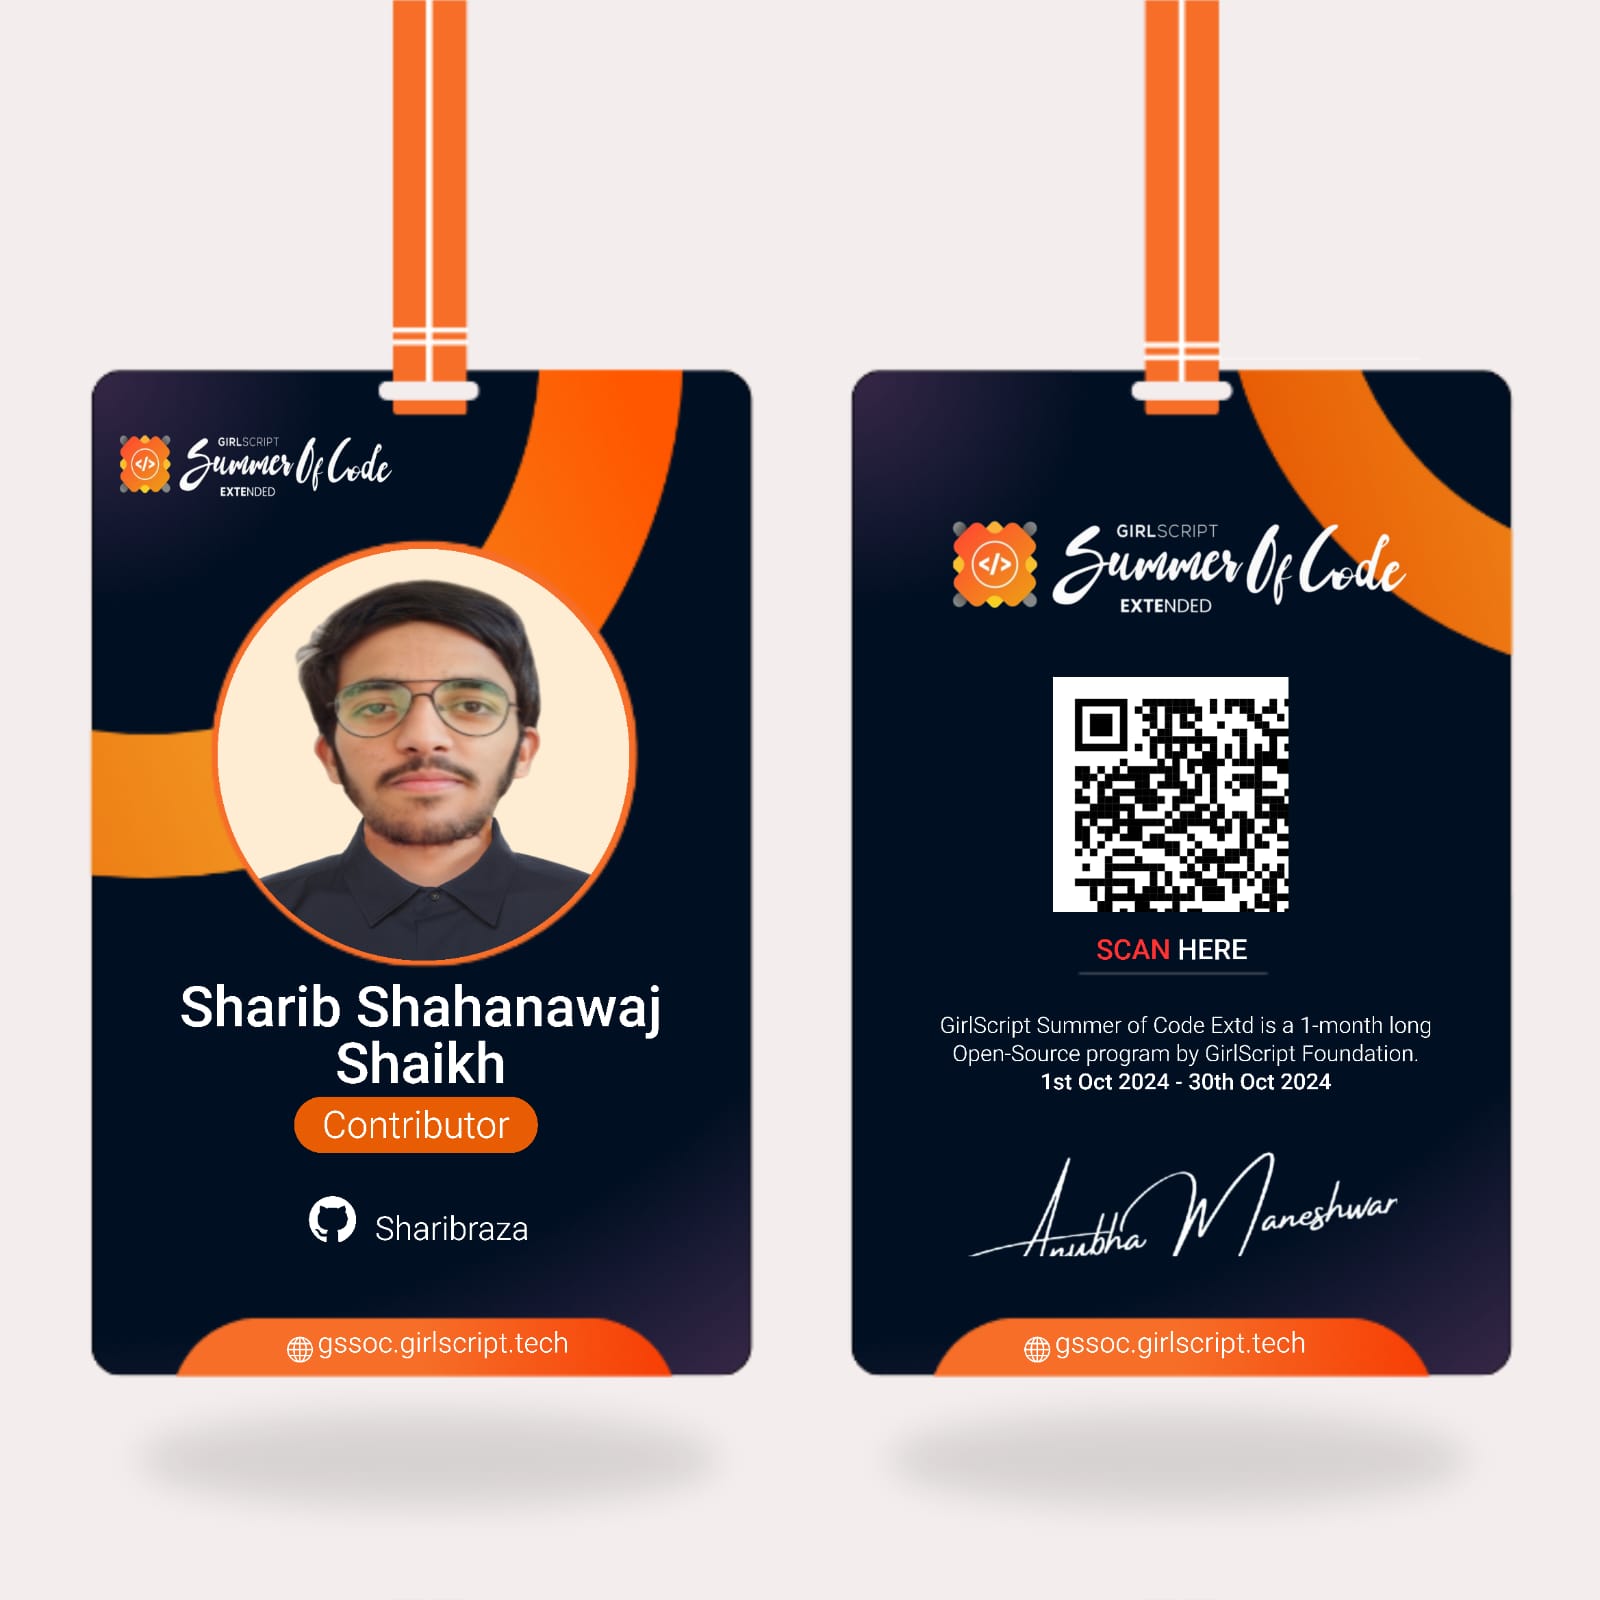 GIRLSCRIPT
Summer Of Code
EXTENDED
Sharib Shahanawaj
Shaikh
Contributor
Sharibraza
gssoc.girlscript.tech
GIRLSCRIPT
Summer Of Code
EXTENDED
SCAN HERE
GirlScript Summer of Code Extd is a 1-month long
Open-Source program by GirlScript Foundation.
1st Oct 2024 - 30th Oct 2024
Anubha Maneshwar
gssoc.girlscript.tech